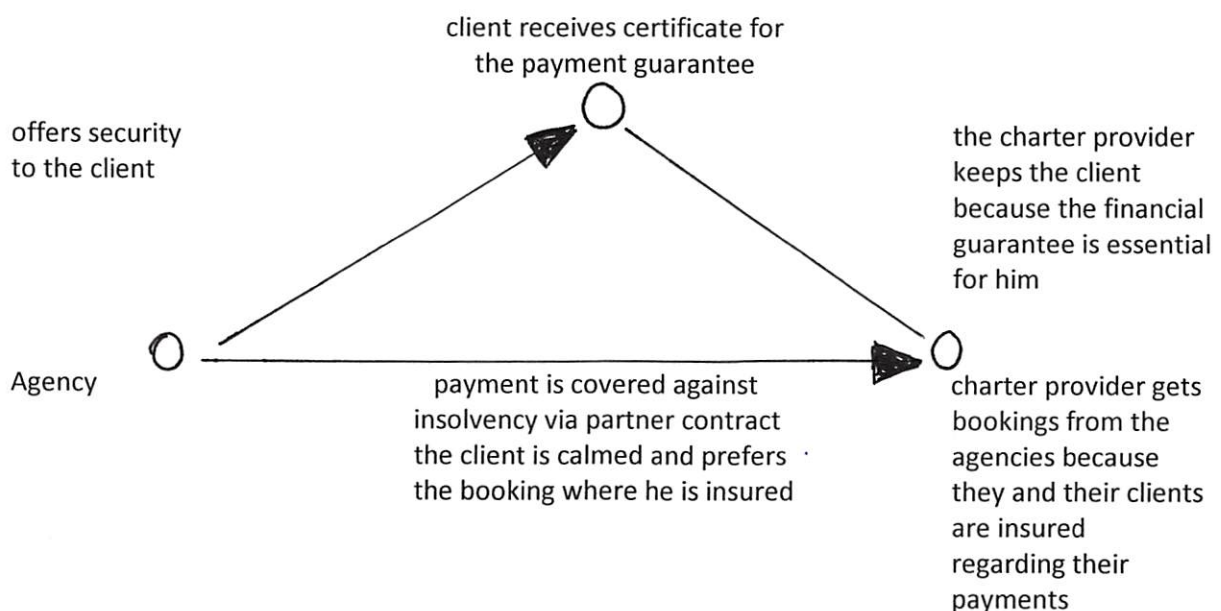 client receives certificate for
the payment guarantee
offers security
to the client
the charter provider
keeps the client
because the financial
guarantee is essential
for him
Agency
payment is covered against
insolvency via partner contract
the client is calmed and prefers
the booking where he is insured
charter provider gets
bookings from the
agencies because
they and their clients
are insured
regarding their
payments